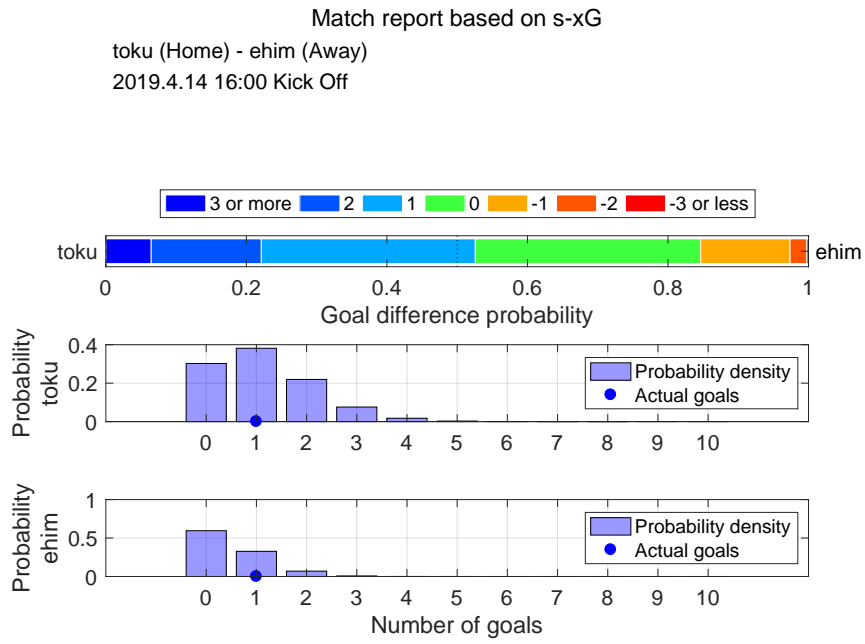 Match report based on s-xG
toku (Home) - ehim (Away)
2019.4.14 16:00 Kick Off
3 or more 2 1 0 -1 -2 -3 or less
toku ehim
0 0.2 0.4 0.6 0.8 1
Goal difference probability
Probability
toku
0.4
0.2
0
Probability density
Actual goals
0 1 2 3 4 5 6 7 8 9 10
Probability
ehim
1
0.5
0
Probability density
Actual goals
0 1 2 3 4 5 6 7 8 9 10
Number of goals